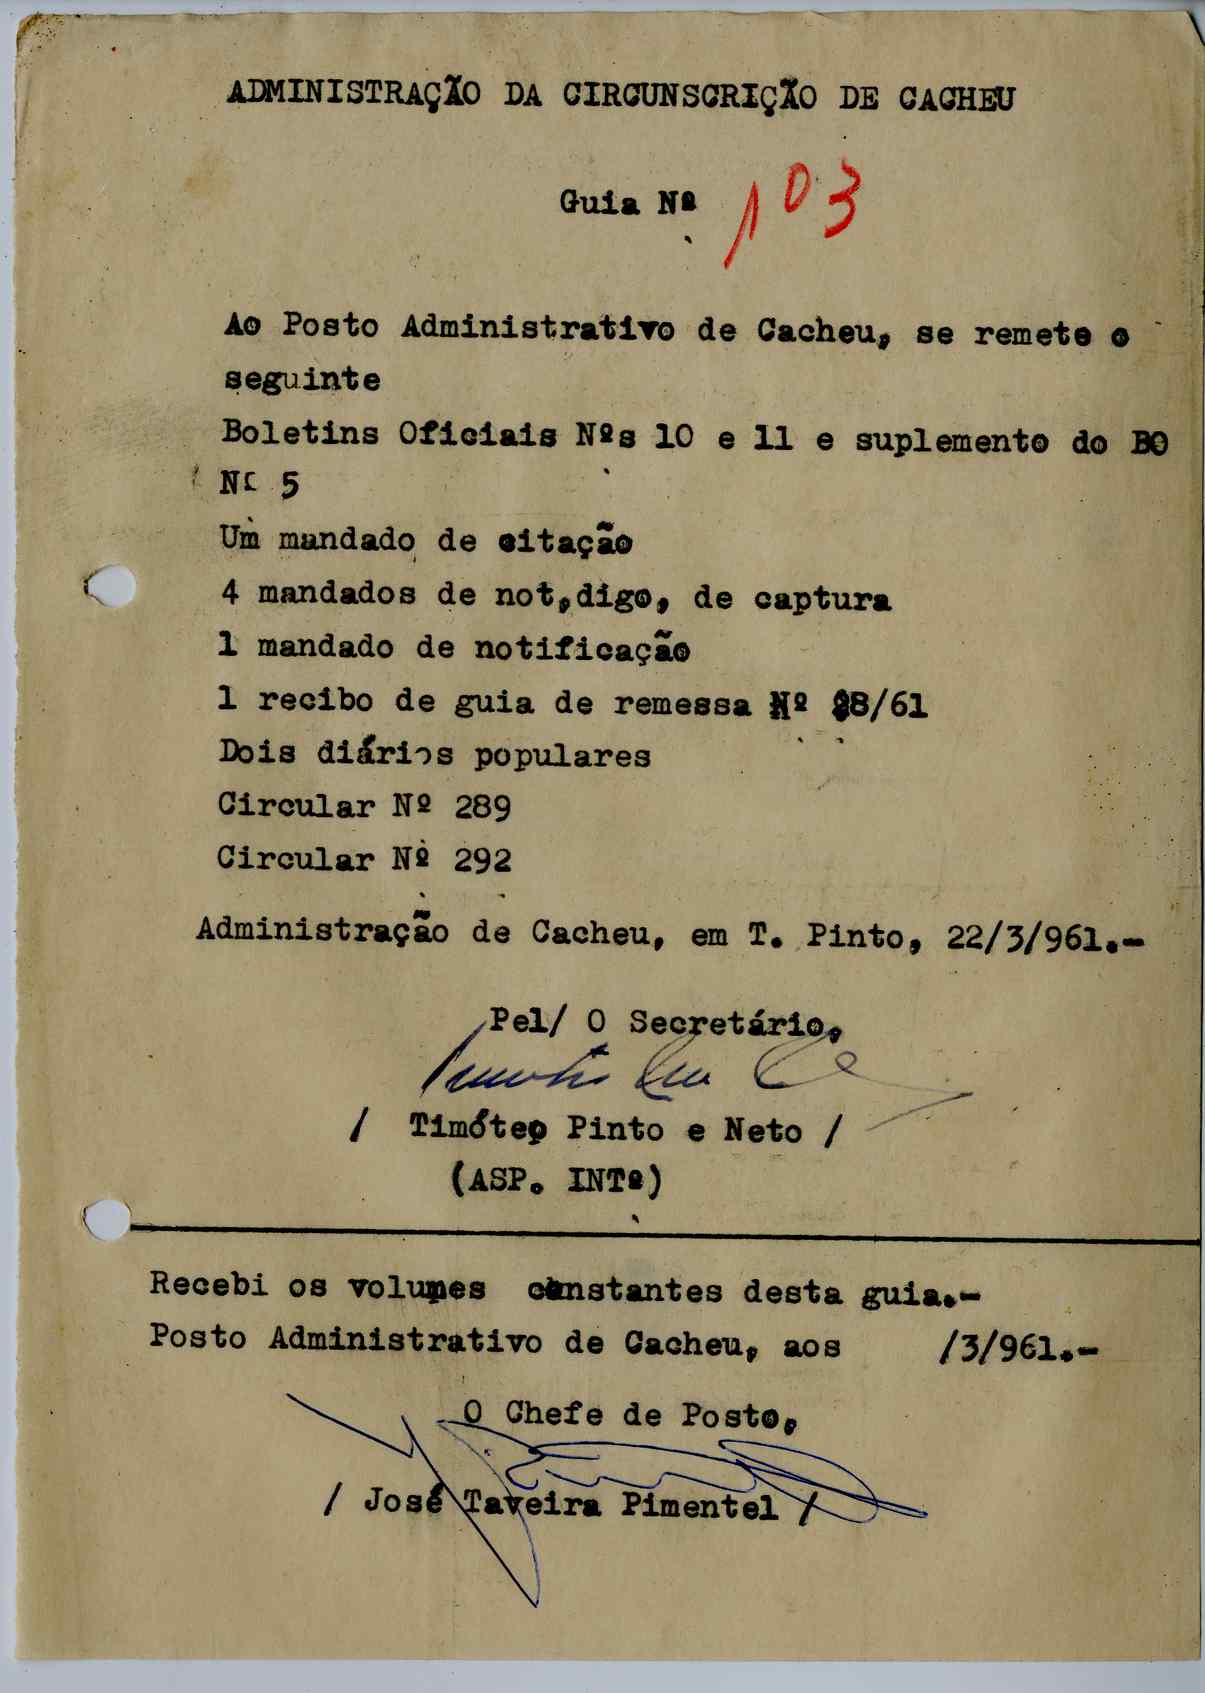 ADMINISTRAÇÃO DA CIRCUNSCRIÇÃO DE CACHEU
Guia Nº 103
Ao Posto Administrativo de Cacheu, se remete o
seguinte
Boletins Oficiais Nºs 10 e 11 e suplemento do BO
Nº 5
Um mandado de citação
4 mandados de not,digo, de captura
1 mandado de notificação
1 recibo de guia de remessa Nº 8/61
Dois diários populares
Circular Nº 289
Circular Nº 292
Administração de Cacheu, em T. Pinto, 22/3/961.-
Pel/ O Secretário,
/ Timóteo Pinto e Neto /
(ASP. INTº)
Recebi os volumes constantes desta guia.-
Posto Administrativo de Cacheu, aos /3/961.-
O Chefe de Posto,
/ José Taveira Pimentel /